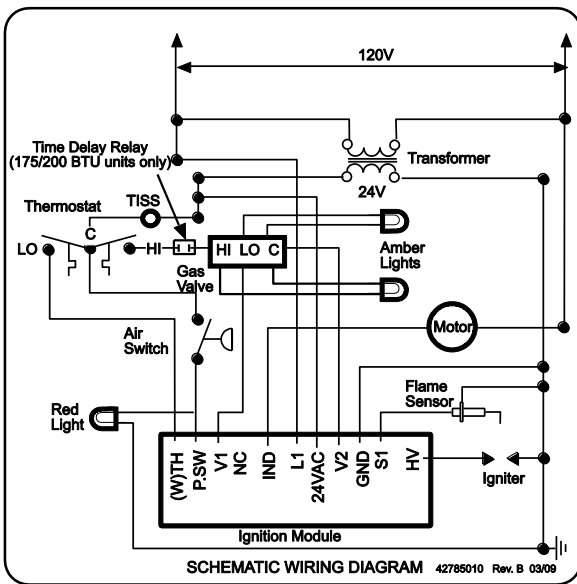 120V
Time Delay Relay
(175/200 BTU units only)
Transformer
24V
TISS
Thermostat
C
LO
HI
HI LO C
Gas
Valve
Amber
Lights
Air
Switch
Motor
Red
Light
Flame
Sensor
(W)TH
P.SW
V1
NC
IND
L1
24VAC
V2
GND
S1
HV
Igniter
Ignition Module
SCHEMATIC WIRING DIAGRAM 42785010 Rev. B 03/09